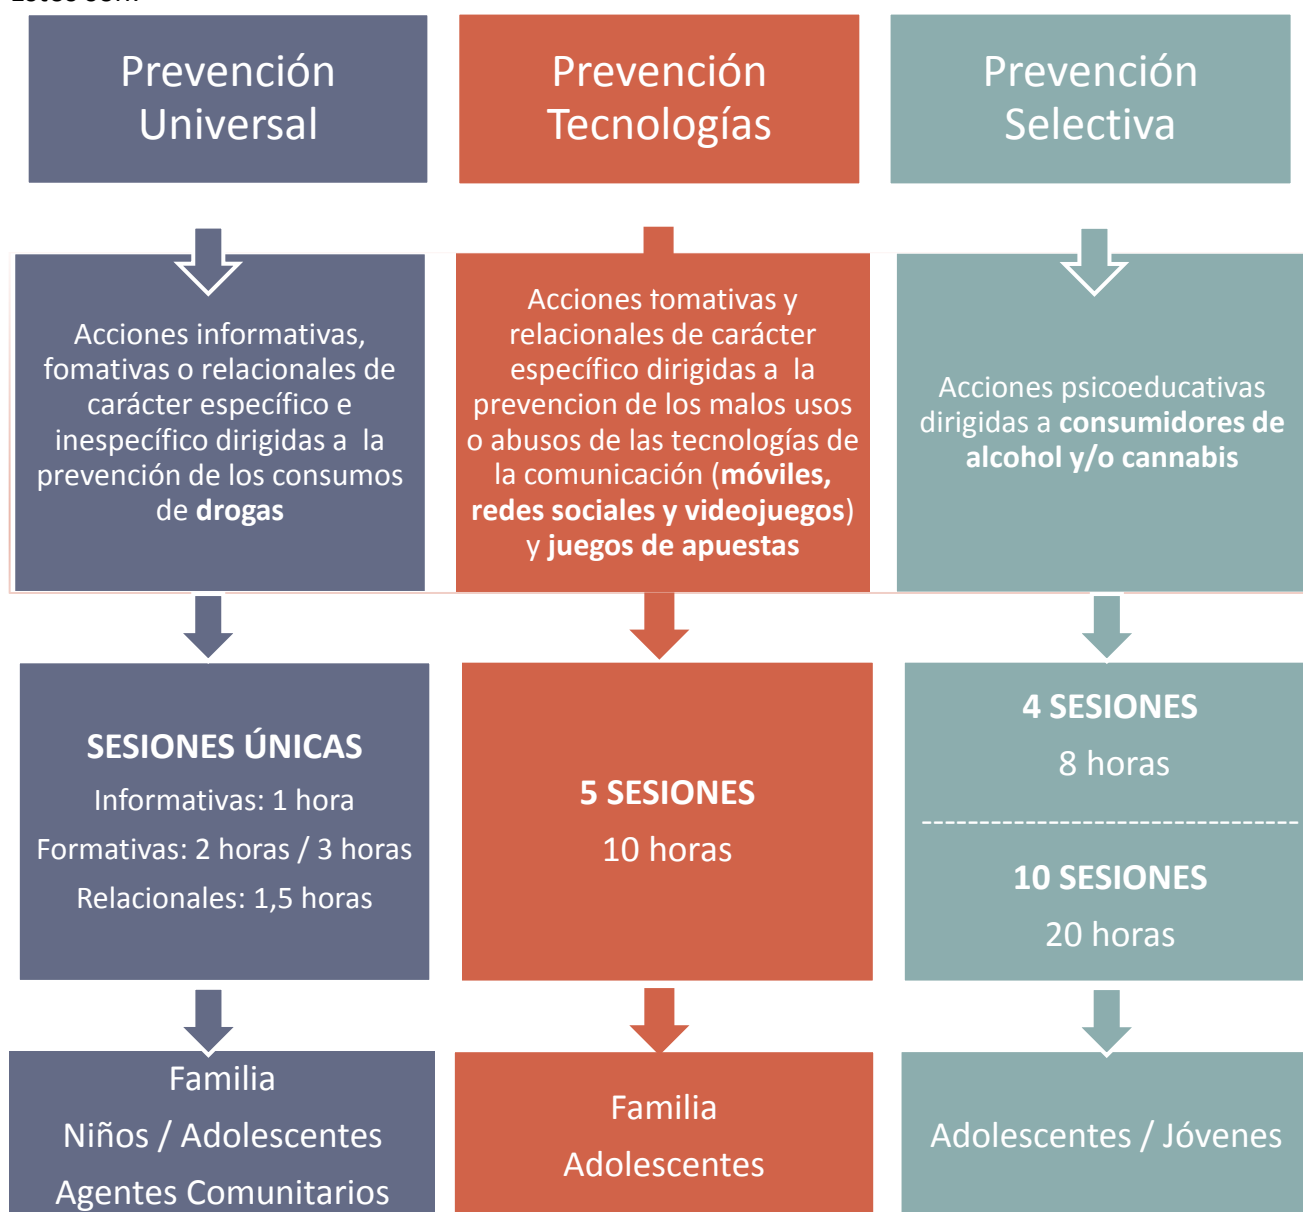 Prevención
Universal
Prevención
Tecnologías
Prevención
Selectiva
Acciones informativas,
fomativas o relacionales de
carácter específico e
inespecífico dirigidas a la
prevención de los consumos
de drogas
Acciones fomativas y
relacionales de carácter
específico dirigidas a la
prevencion de los malos usos
o abusos de las tecnologías de
la comunicación (móviles,
redes sociales y videojuegos)
y juegos de apuestas
Acciones psicoeducativas
dirigidas a consumidores de
alcohol y/o cannabis
SESIONES ÚNICAS
Informativas: 1 hora
Formativas: 2 horas / 3 horas
Relacionales: 1,5 horas
5 SESIONES
10 horas
4 SESIONES
8 horas
---------------------------------
10 SESIONES
20 horas
Familia
Niños / Adolescentes
Agentes Comunitarios
Familia
Adolescentes
Adolescentes / Jóvenes